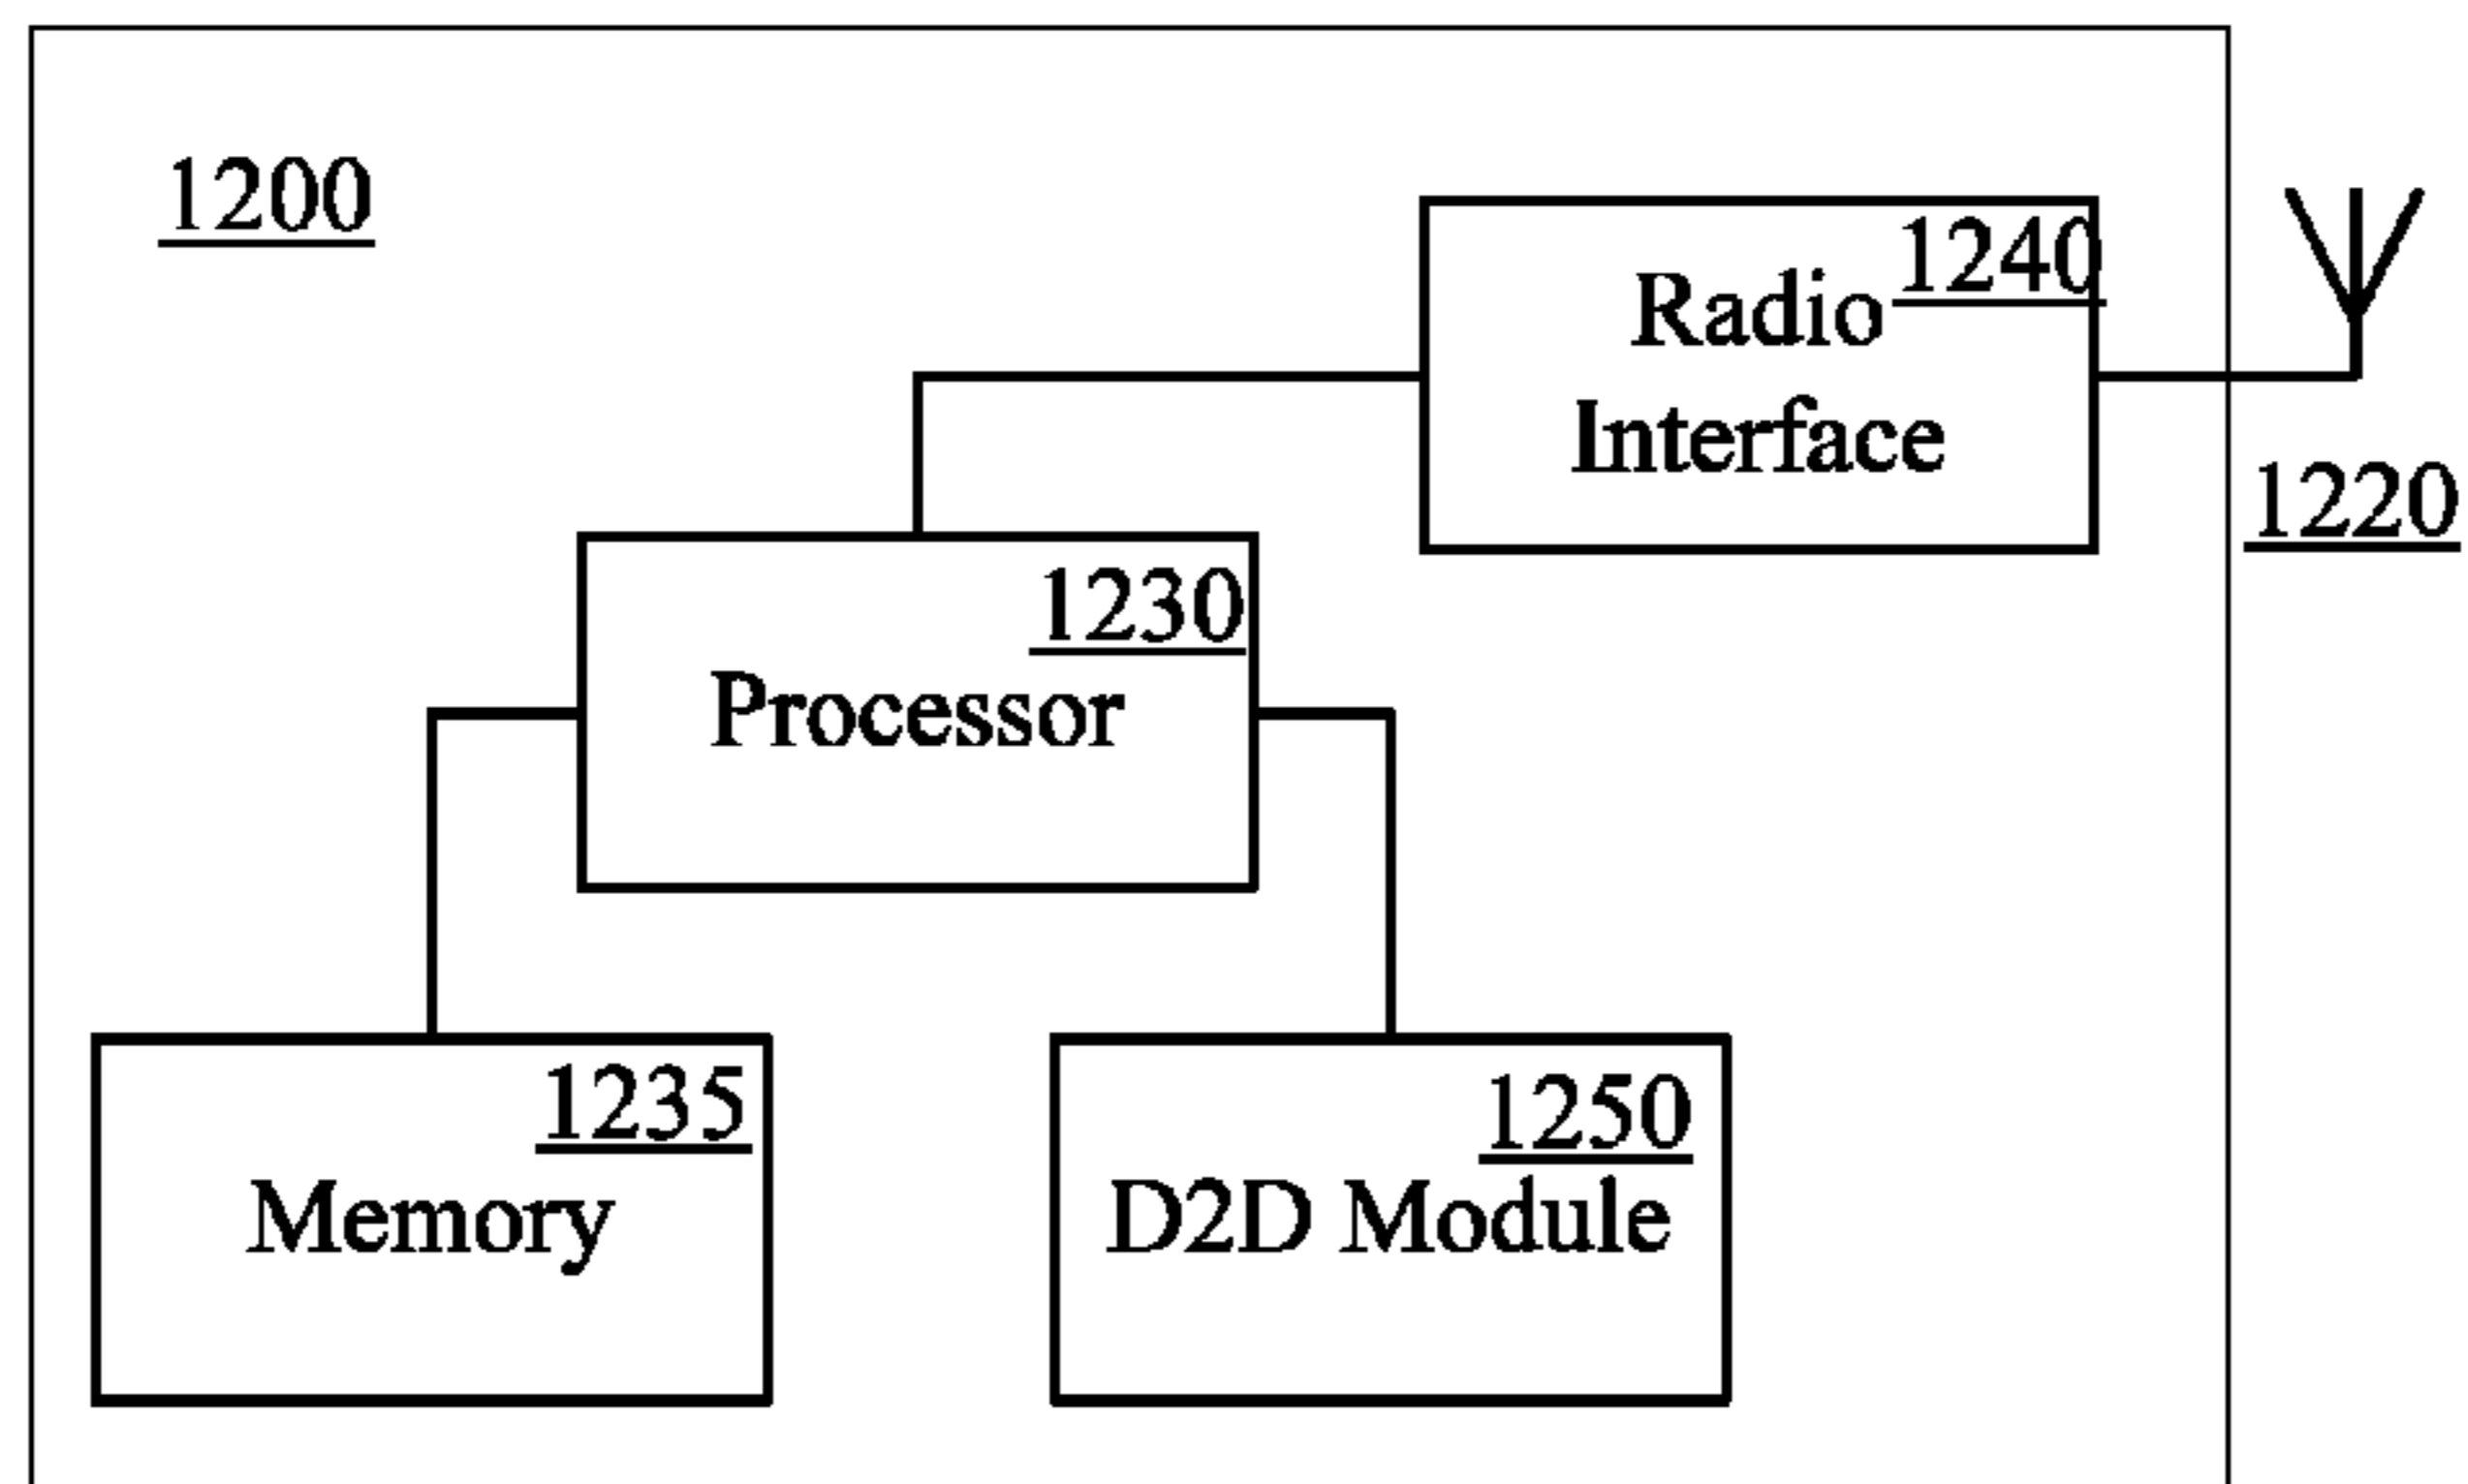 1200
1240
Radio
Interface
1220
1230
Processor
1235
Memory
1250
D2D Module